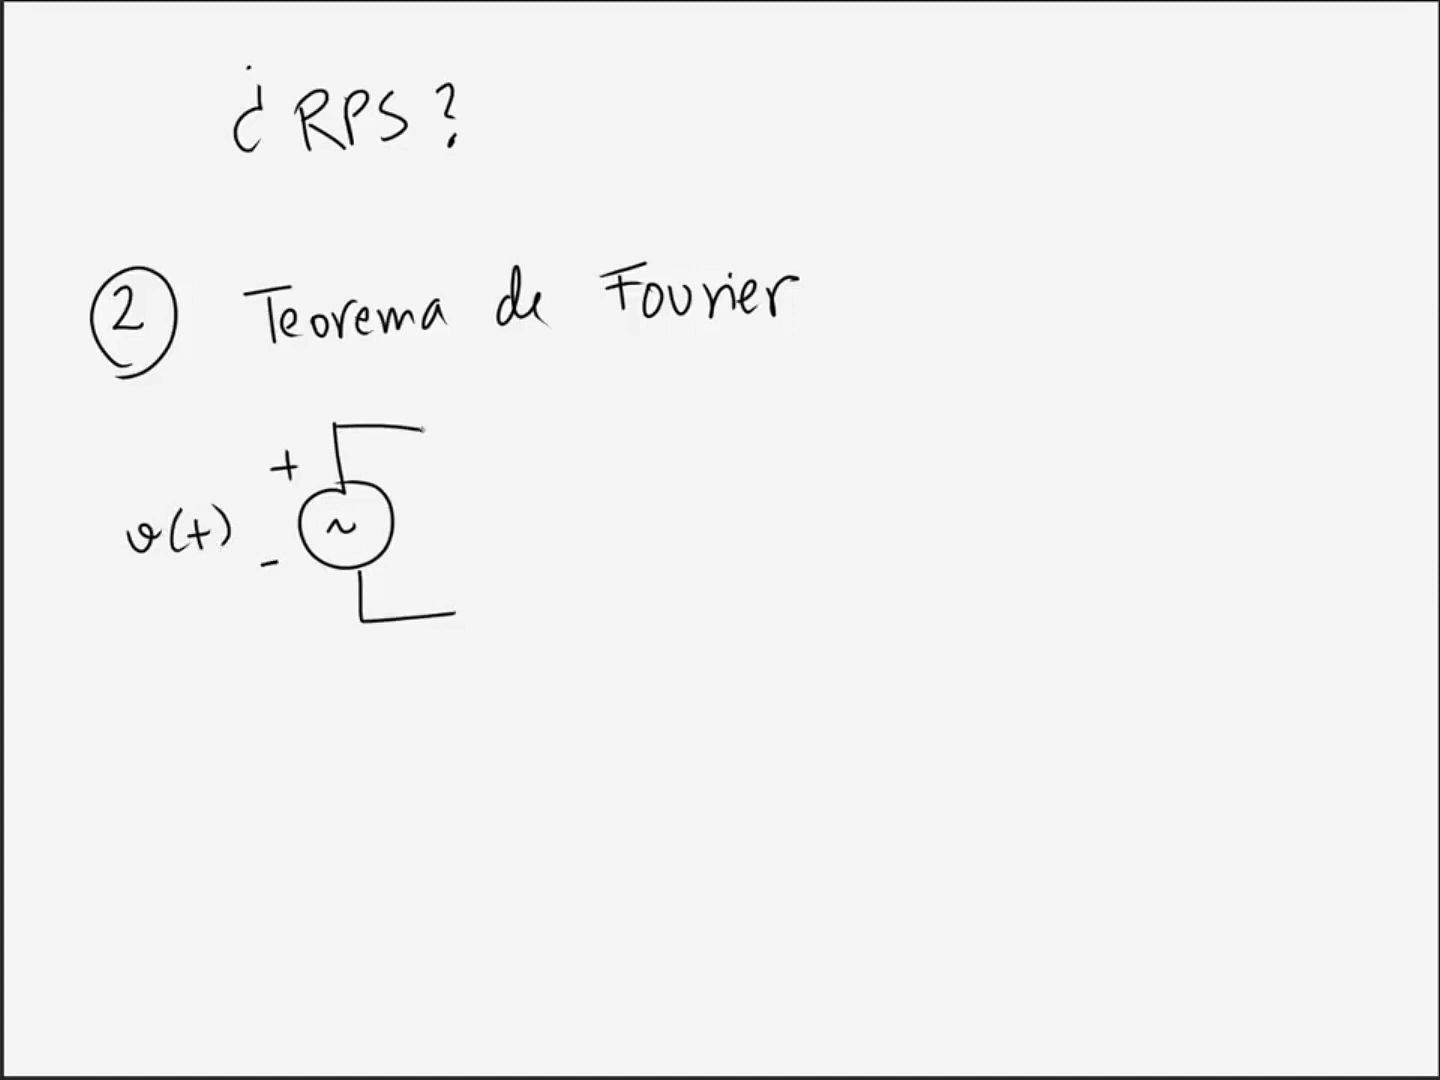 ¿RPS?
2 Teorema de Fourier
+
v(t) ~
-